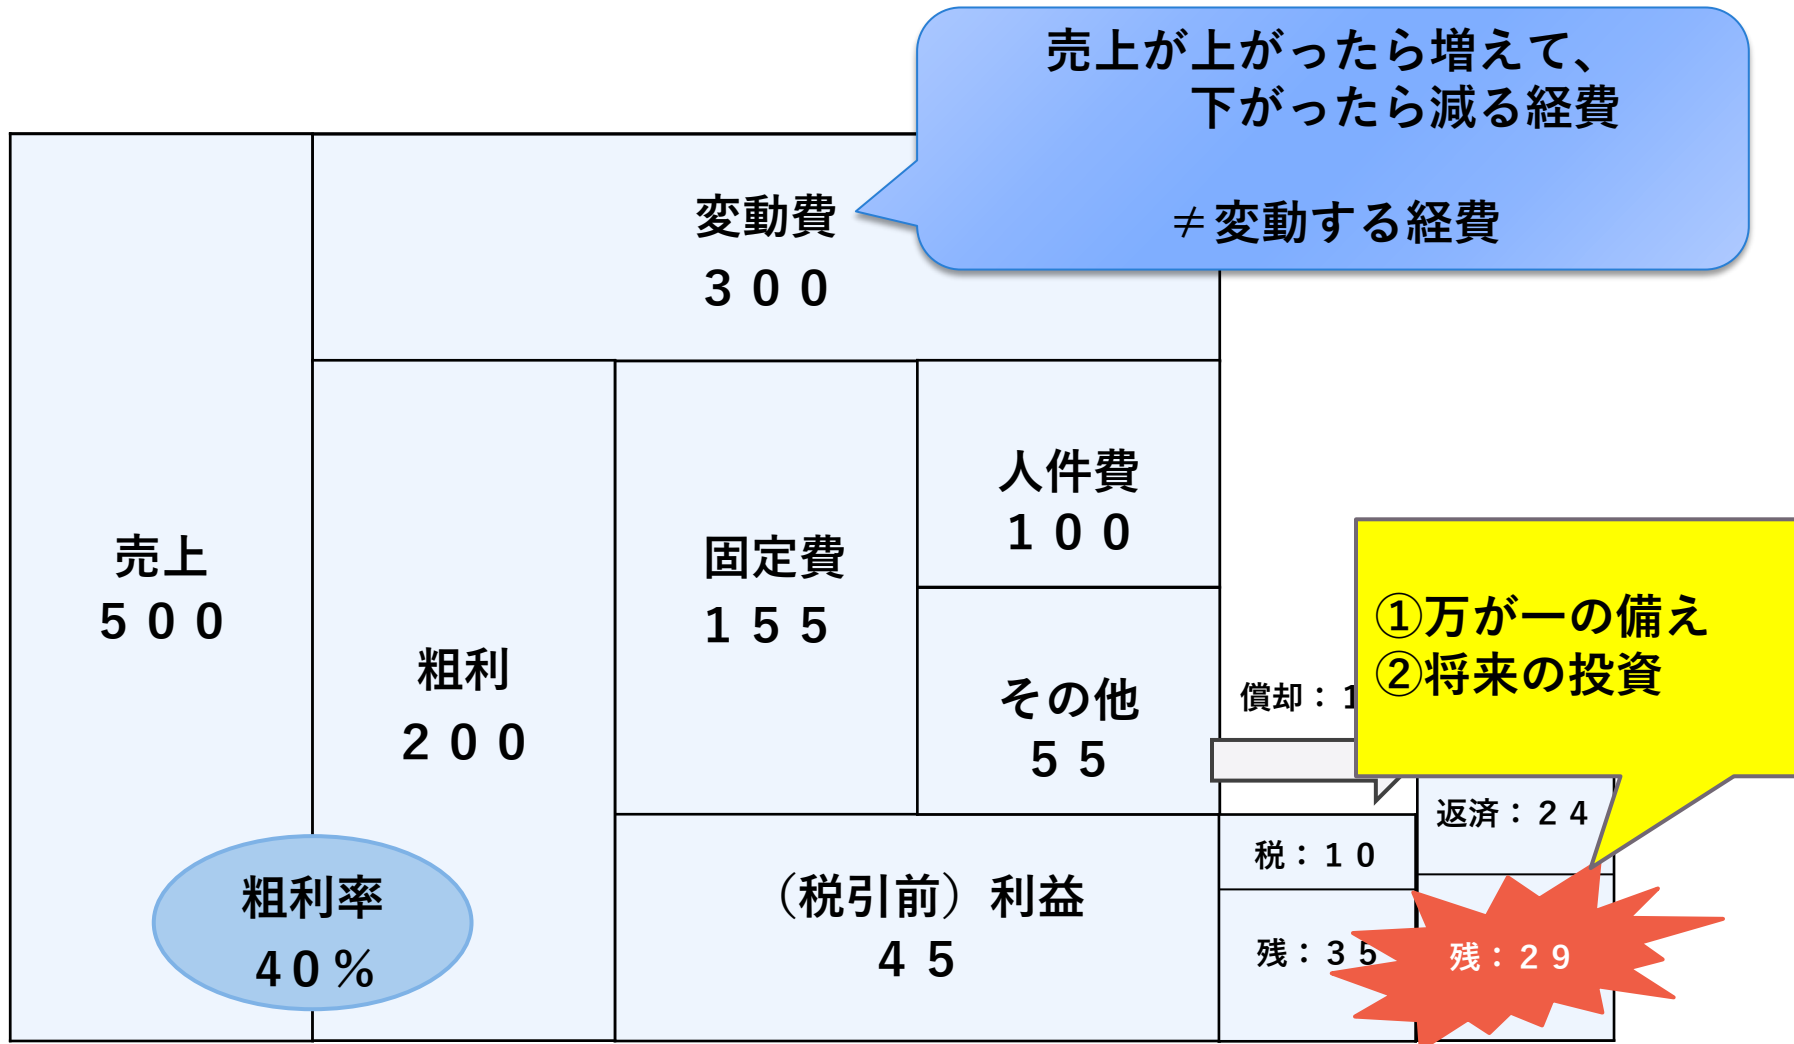 売上が上がったら増えて、
下がったら減る経費
≠変動する経費
変動費
３００
売上
５００
粗利
２００
固定費
１５５
人件費
１００
その他
５５
償却：１
①万が一の備え
②将来の投資
返済：２４
税：１０
（税引前）利益
４５
残：３５
残：２９
粗利率
４０％